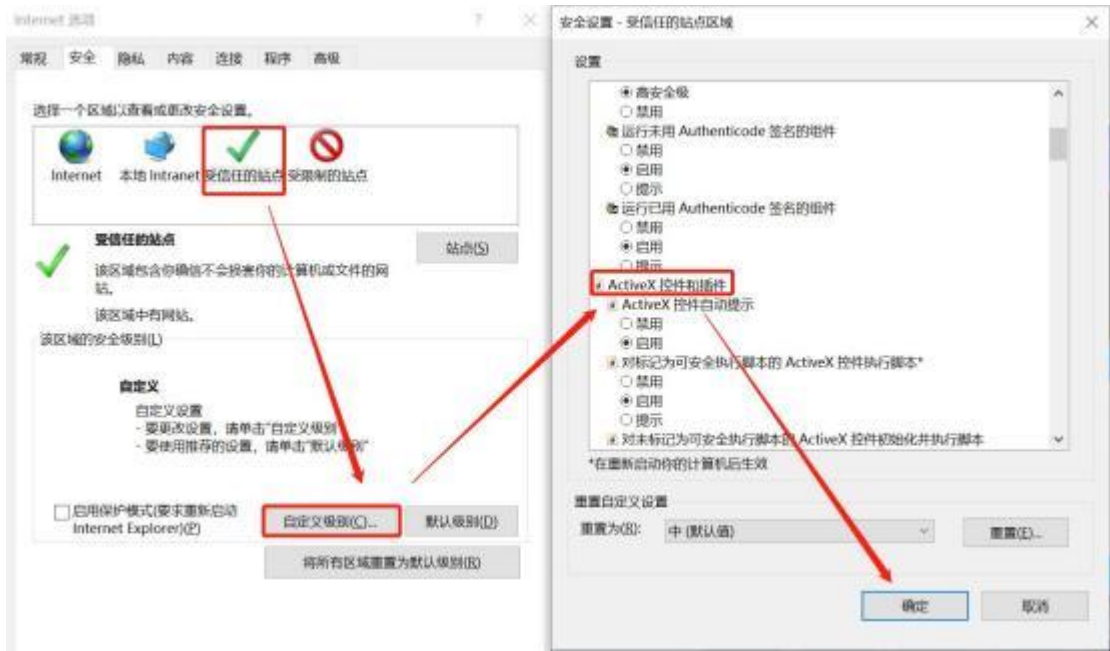 Internet 选项
?
常规 安全 隐私 内容 连接 程序 高级
选择一个区域以查看或更改安全设置。
Internet 本地 Intranet 受信任的站点 受限制的站点
受信任的站点
站点(S)
该区域包含你确信不会损害你的计算机或文件的网
站。
该区域中有网站。
该区域的安全级别(L)
自定义
自定义设置
- 要更改设置，请单击"自定义级别"
- 要使用推荐的设置，请单击"默认级别"
启用保护模式(要求重新启动
Internet Explorer)(P)
自定义级别(C)...
默认级别(D)
将所有区域重置为默认级别(R)
安全设置 - 受信任的站点区域
设置
高安全级
禁用
运行未用 Authenticode 签名的组件
禁用
启用
提示
运行已用 Authenticode 签名的组件
禁用
启用
提示
ActiveX 控件和插件
ActiveX 控件自动提示
禁用
启用
对标记为可安全执行脚本的 ActiveX 控件执行脚本*
禁用
启用
提示
对未标记为可安全执行脚本的 ActiveX 控件初始化并执行脚本
*在重新启动你的计算机后生效
重置自定义设置
重置为(R): 中 (默认值)
重置(E)...
确定 取消